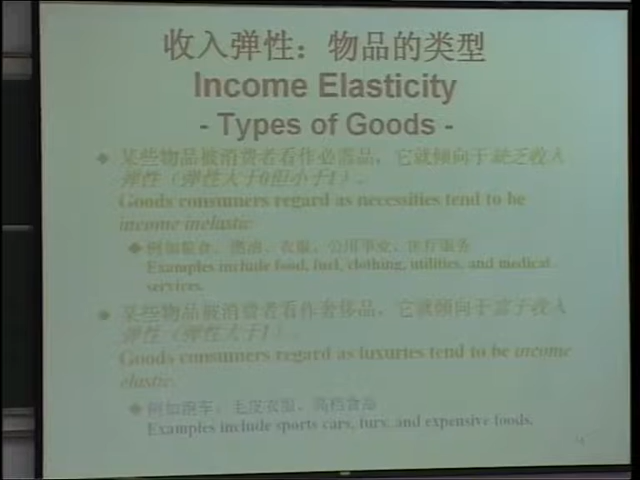 收入弹性：物品的类型
Income Elasticity
- Types of Goods -
某些物品被消费者看作必需品，它就倾向于缺乏收入
弹性（弹性大于0但小于1）.
Goods consumers regard as necessities tend to be
income inelastic
例如粮食、燃油、衣服、公用事业、医疗服务
Examples include food, fuel, clothing, utilities, and medical
services.
某些物品被消费者看作奢侈品，它就倾向于富于收入
弹性（弹性大于1）.
Goods consumers regard as luxuries tend to be income
elastic.
例如跑车、毛皮衣服、高档食品
Examples include sports cars, furs, and expensive foods.